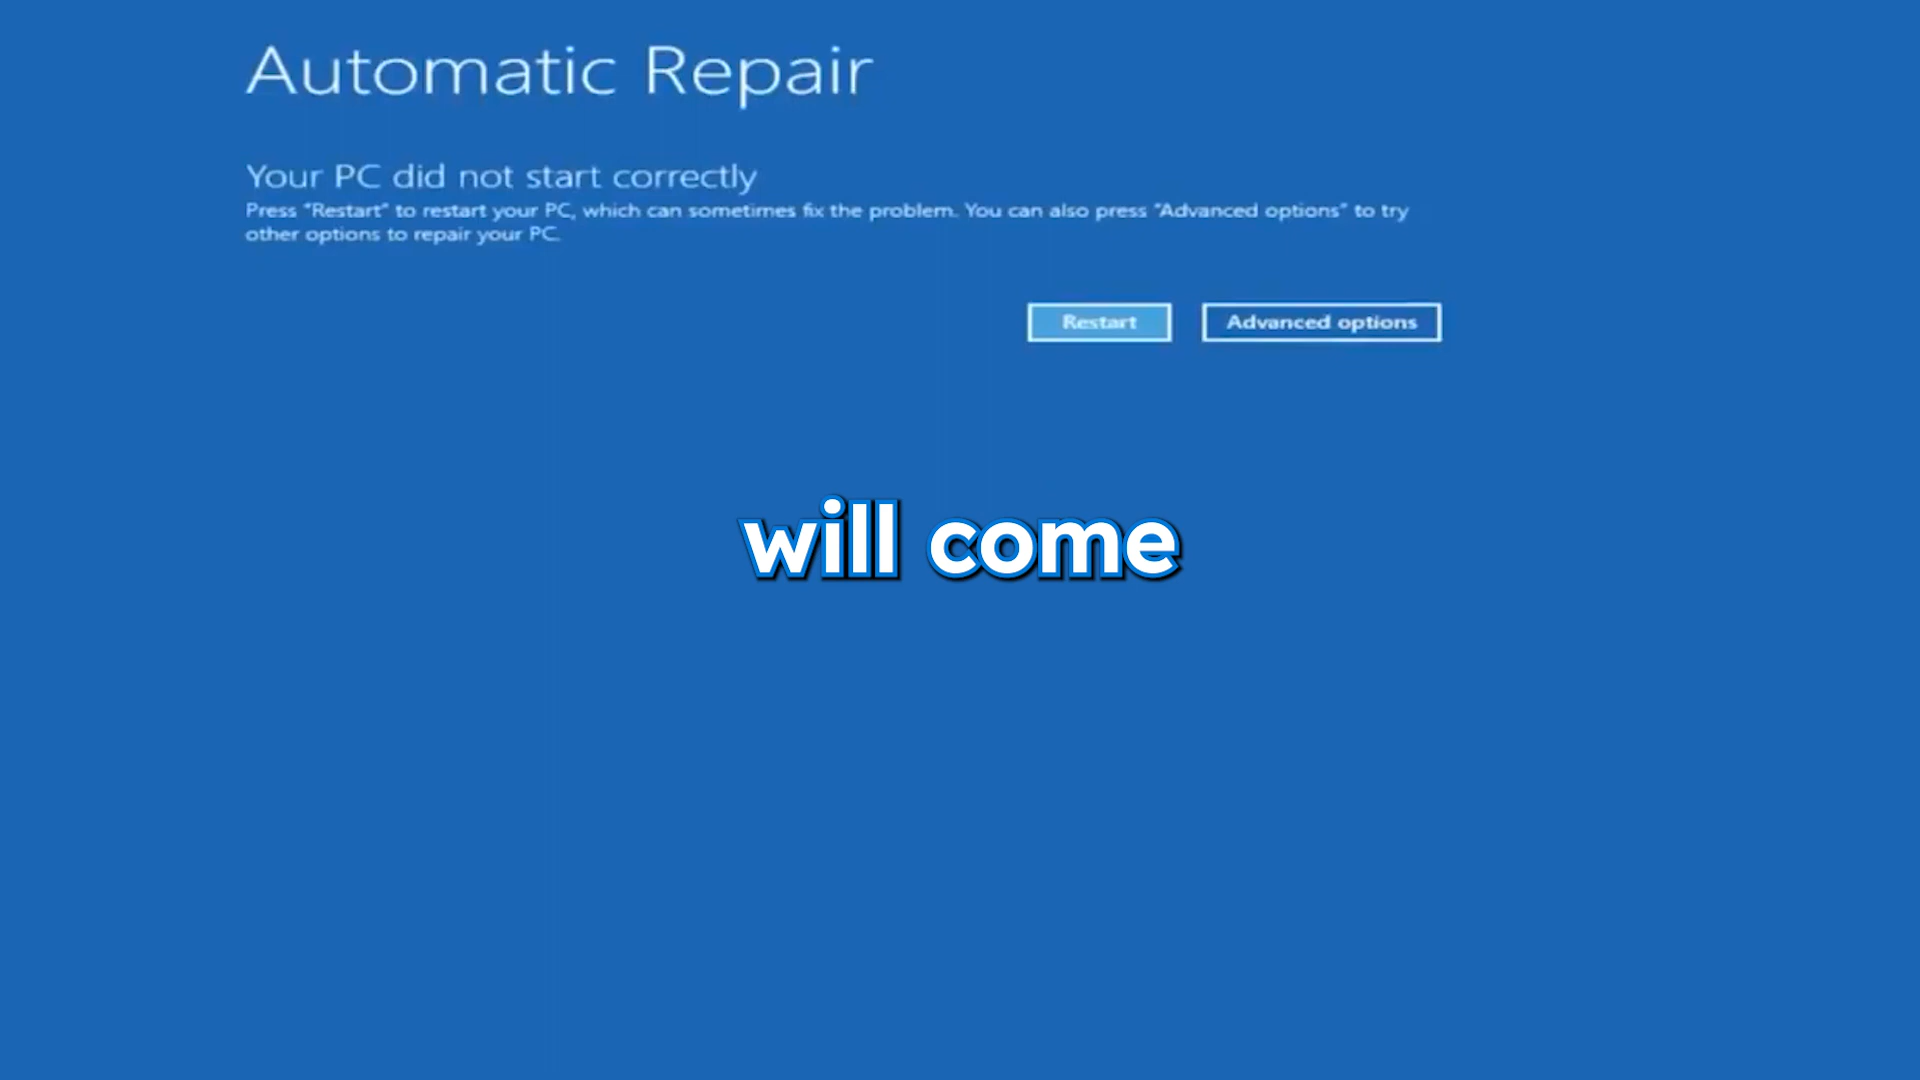 Automatic Repair
Your PC did not start correctly
Press "Restart" to restart your PC, which can sometimes fix the problem. You can also press "Advanced options" to try
other options to repair your PC.
Restart
Advanced options
will come